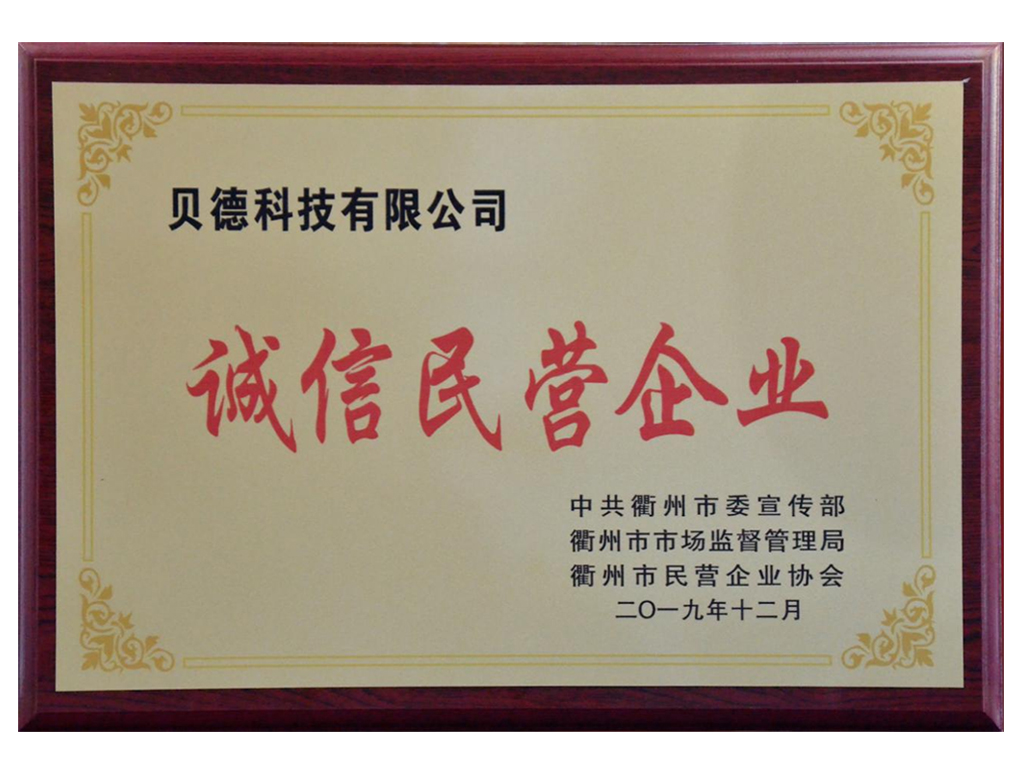 贝德科技有限公司
诚信民营企业
中共衢州市委宣传部
衢州市市场监督管理局
衢州市民营企业协会
二〇一九年十二月